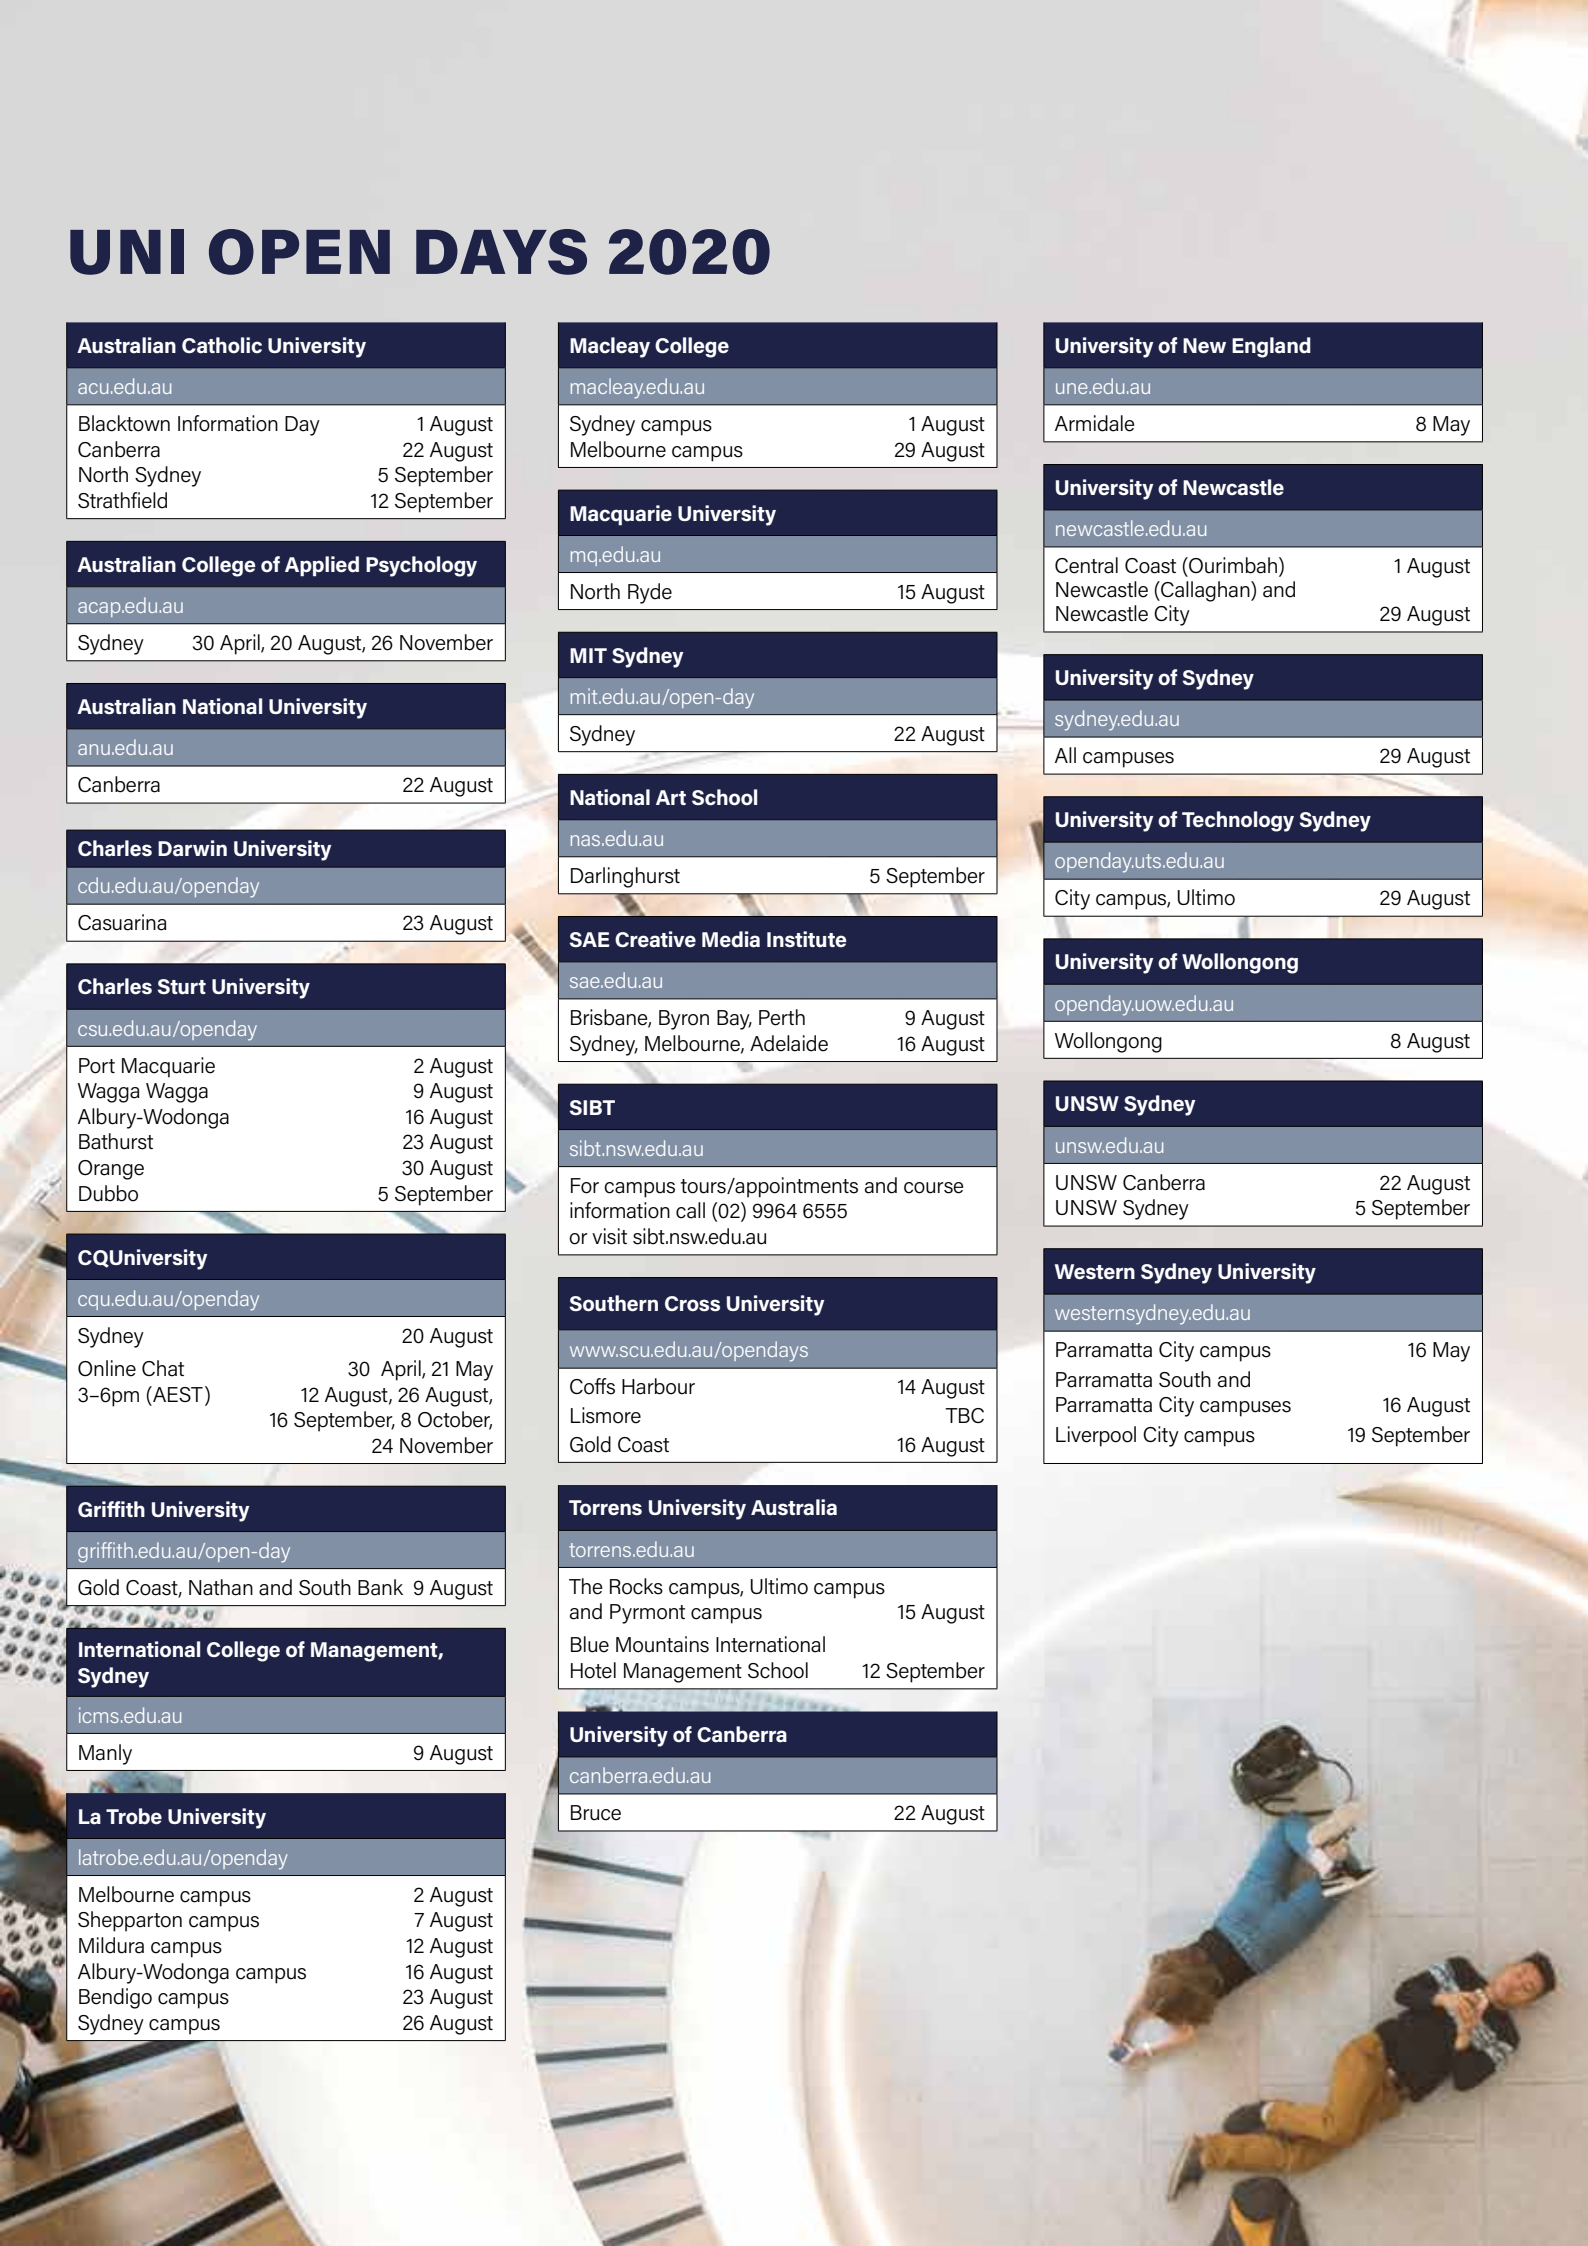 UNI OPEN DAYS 2020
Australian Catholic University
acu.edu.au
Blacktown Information Day 1 August
Canberra 22 August
North Sydney 5 September
Strathfield 12 September
Australian College of Applied Psychology
acap.edu.au
Sydney 30 April, 20 August, 26 November
Australian National University
anu.edu.au
Canberra 22 August
Charles Darwin University
cdu.edu.au/openday
Casuarina 23 August
Charles Sturt University
csu.edu.au/openday
Port Macquarie 2 August
Wagga Wagga 9 August
Albury-Wodonga 16 August
Bathurst 23 August
Orange 30 August
Dubbo 5 September
CQUniversity
cqu.edu.au/openday
Sydney 20 August
Online Chat 30 April, 21 May
3–6pm (AEST) 12 August, 26 August,
16 September, 8 October,
24 November
Griffith University
griffith.edu.au/open-day
Gold Coast, Nathan and South Bank 9 August
International College of Management,
Sydney
icms.edu.au
Manly 9 August
La Trobe University
latrobe.edu.au/openday
Melbourne campus 2 August
Shepparton campus 7 August
Mildura campus 12 August
Albury-Wodonga campus 16 August
Bendigo campus 23 August
Sydney campus 26 August
Macleay College
macleay.edu.au
Sydney campus 1 August
Melbourne campus 29 August
Macquarie University
mq.edu.au
North Ryde 15 August
MIT Sydney
mit.edu.au/open-day
Sydney 22 August
National Art School
nas.edu.au
Darlinghurst 5 September
SAE Creative Media Institute
sae.edu.au
Brisbane, Byron Bay, Perth 9 August
Sydney, Melbourne, Adelaide 16 August
SIBT
sibt.nsw.edu.au
For campus tours/appointments and course
information call (02) 9964 6555
or visit sibt.nsw.edu.au
Southern Cross University
www.scu.edu.au/opendays
Coffs Harbour 14 August
Lismore TBC
Gold Coast 16 August
Torrens University Australia
torrens.edu.au
The Rocks campus, Ultimo campus
and Pyrmont campus 15 August
Blue Mountains International
Hotel Management School 12 September
University of Canberra
canberra.edu.au
Bruce 22 August
University of New England
une.edu.au
Armidale 8 May
University of Newcastle
newcastle.edu.au
Central Coast (Ourimbah) 1 August
Newcastle (Callaghan) and
Newcastle City 29 August
University of Sydney
sydney.edu.au
All campuses 29 August
University of Technology Sydney
openday.uts.edu.au
City campus, Ultimo 29 August
University of Wollongong
openday.uow.edu.au
Wollongong 8 August
UNSW Sydney
unsw.edu.au
UNSW Canberra 22 August
UNSW Sydney 5 September
Western Sydney University
westernsydney.edu.au
Parramatta City campus 16 May
Parramatta South and
Parramatta City campuses 16 August
Liverpool City campus 19 September